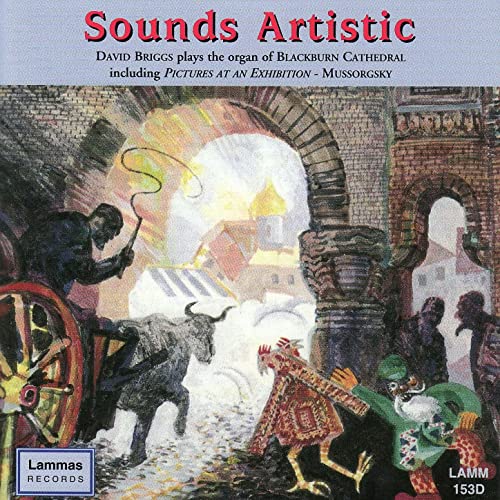 Sounds Artistic
DAVID BRIGGS plays the organ of BLACKBURN CATHEDRAL
including PICTURES AT AN EXHIBITION - MUSSORGSKY
Lammas
RECORDS
LAMM
153D